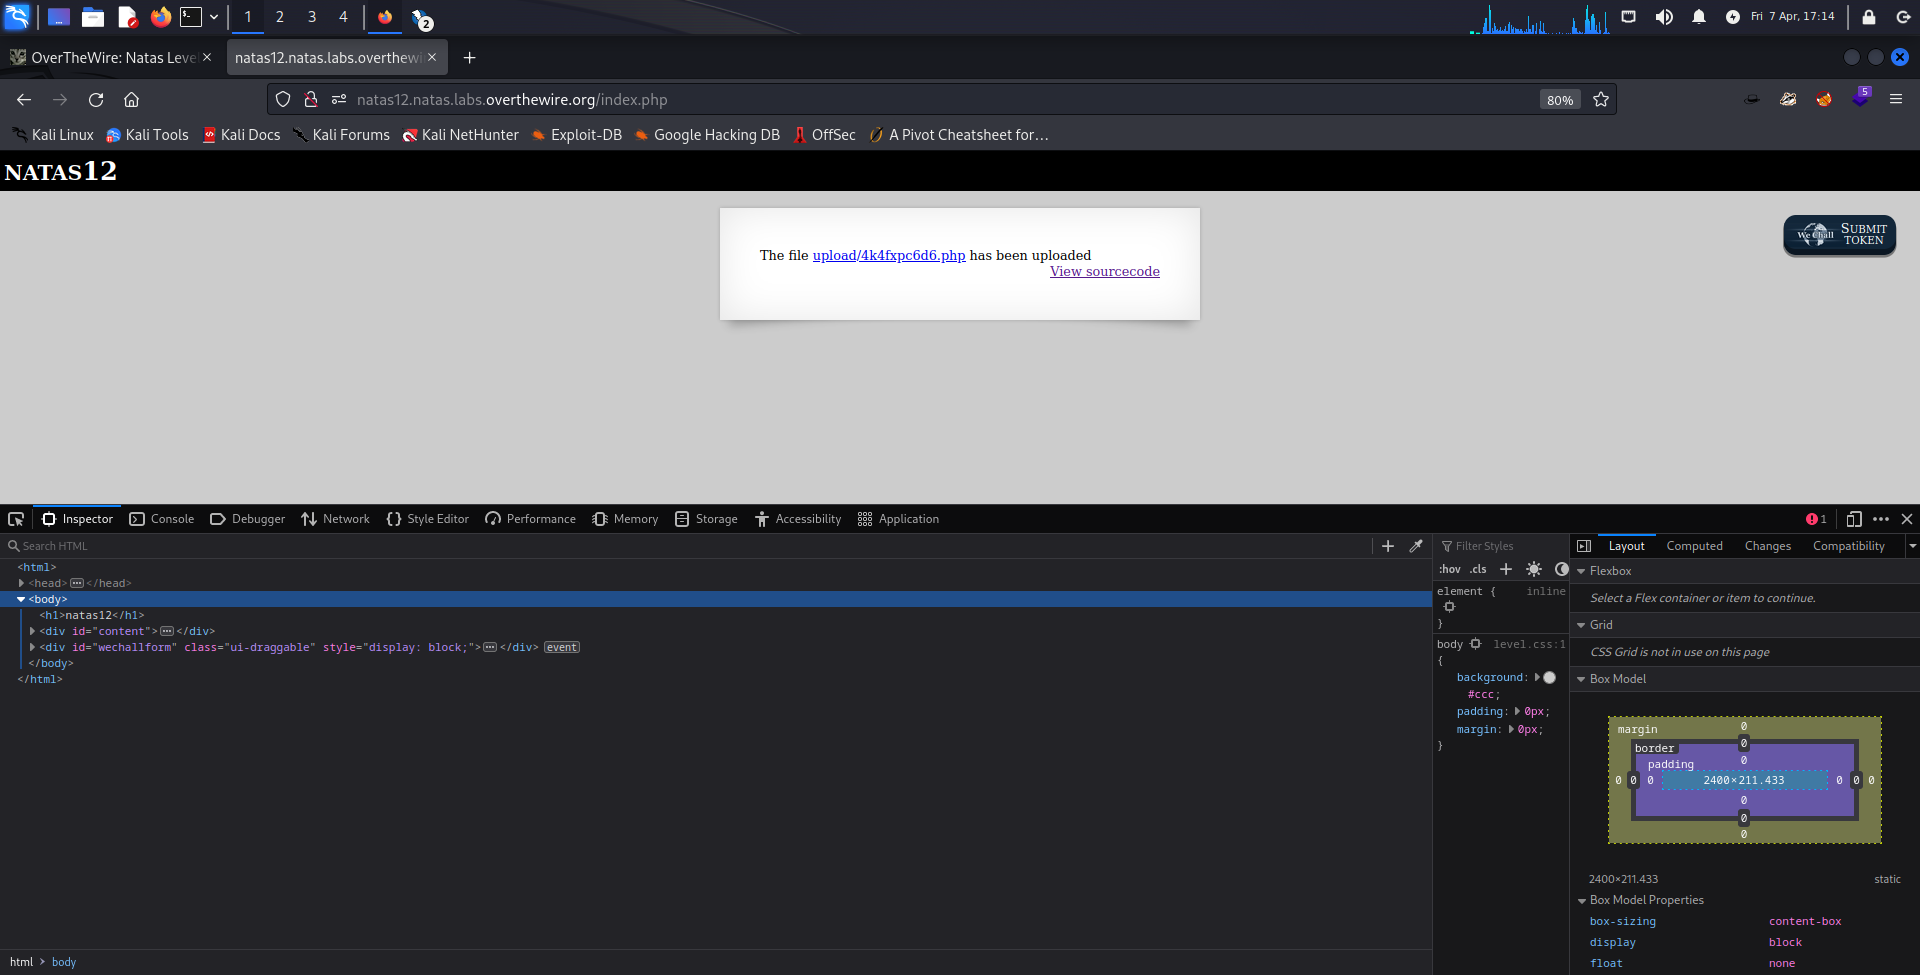 1 2 3 4 2 Fri 7 Apr, 17:14
OverTheWire: Natas Leve natas12.natas.labs.overthewi
natas12.natas.labs.overthewire.org/index.php 80% 5
Kali Linux Kali Tools Kali Docs Kali Forums Kali NetHunter Exploit-DB Google Hacking DB OffSec A Pivot Cheatsheet for…
NATAS12
We Chall SUBMIT TOKEN
The file upload/4k4fxpc6d6.php has been uploaded
View sourcecode
Inspector Console Debugger Network Style Editor Performance Memory Storage Accessibility Application 1
Search HTML
<html>
<head></head>
<body>
<h1>natas12</h1>
<div id="content"></div>
<div id="wechallform" class="ui-draggable" style="display: block;"></div> event
</body>
</html>
html > body
Filter Styles
:hov .cls +
element { inline
}
body level.css:1
{
background: #ccc;
padding: 0px;
margin: 0px;
}
Layout Computed Changes Compatibility
Flexbox
Select a Flex container or item to continue.
Grid
CSS Grid is not in use on this page
Box Model
margin 0
border 0
padding 0
0 0 0 2400×211.433 0 0 0
0
0
0
2400×211.433 static
Box Model Properties
box-sizing content-box
display block
float none